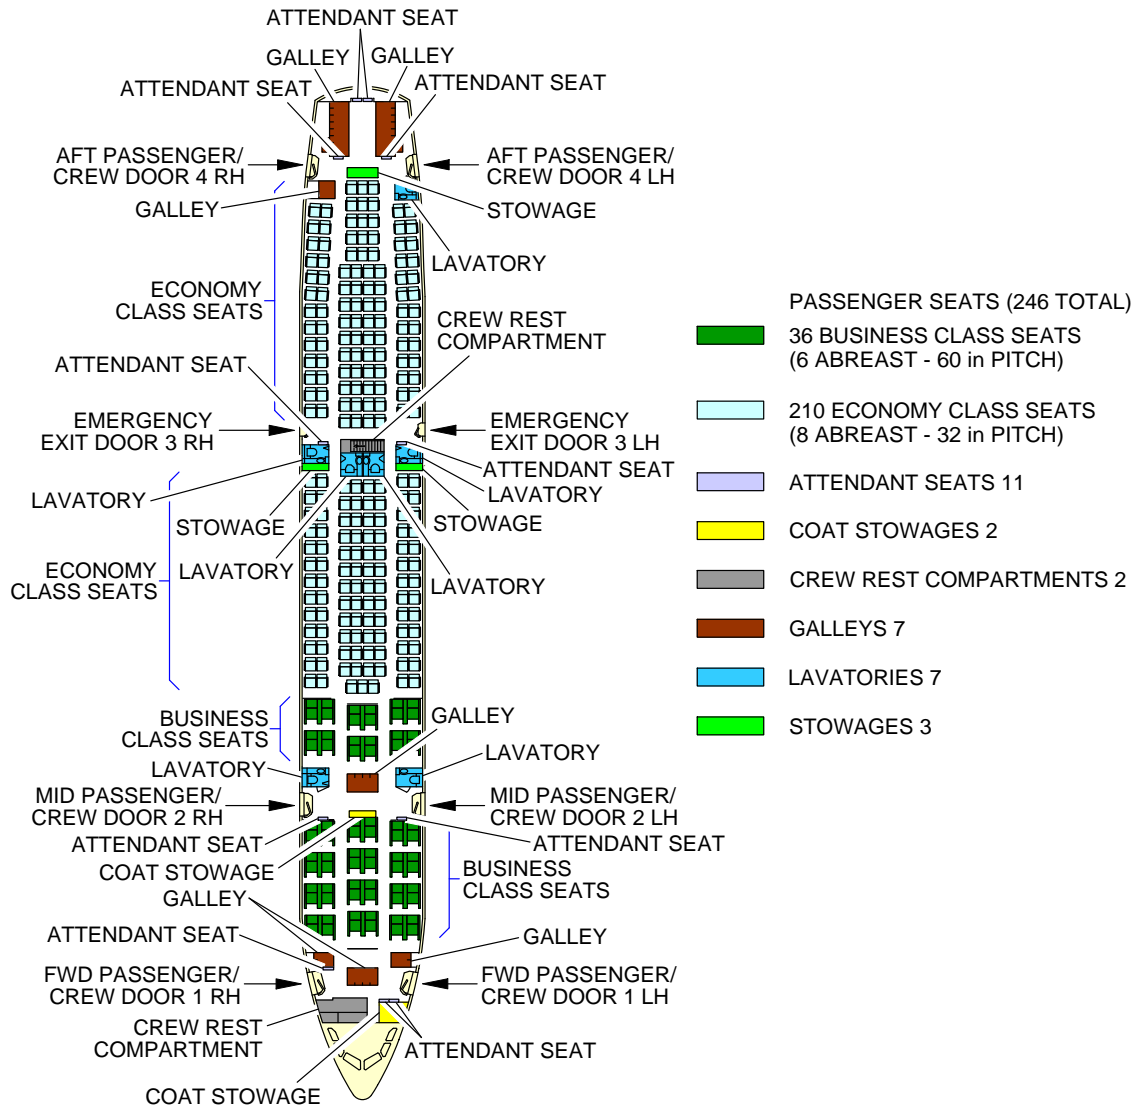 ATTENDANT SEAT
GALLEY
GALLEY
ATTENDANT SEAT
ATTENDANT SEAT
AFT PASSENGER/
CREW DOOR 4 RH
AFT PASSENGER/
CREW DOOR 4 LH
GALLEY
STOWAGE
LAVATORY
ECONOMY
CLASS SEATS
CREW REST
COMPARTMENT
ATTENDANT SEAT
EMERGENCY
EXIT DOOR 3 RH
EMERGENCY
EXIT DOOR 3 LH
ATTENDANT SEAT
LAVATORY
LAVATORY
STOWAGE
STOWAGE
ECONOMY
CLASS SEATS
LAVATORY
LAVATORY
BUSINESS
CLASS SEATS
GALLEY
LAVATORY
LAVATORY
MID PASSENGER/
CREW DOOR 2 RH
MID PASSENGER/
CREW DOOR 2 LH
ATTENDANT SEAT
ATTENDANT SEAT
COAT STOWAGE
BUSINESS
CLASS SEATS
GALLEY
ATTENDANT SEAT
GALLEY
FWD PASSENGER/
CREW DOOR 1 RH
FWD PASSENGER/
CREW DOOR 1 LH
CREW REST
COMPARTMENT
ATTENDANT SEAT
COAT STOWAGE
PASSENGER SEATS (246 TOTAL)
36 BUSINESS CLASS SEATS
(6 ABREAST - 60 in PITCH)
210 ECONOMY CLASS SEATS
(8 ABREAST - 32 in PITCH)
ATTENDANT SEATS 11
COAT STOWAGES 2
CREW REST COMPARTMENTS 2
GALLEYS 7
LAVATORIES 7
STOWAGES 3